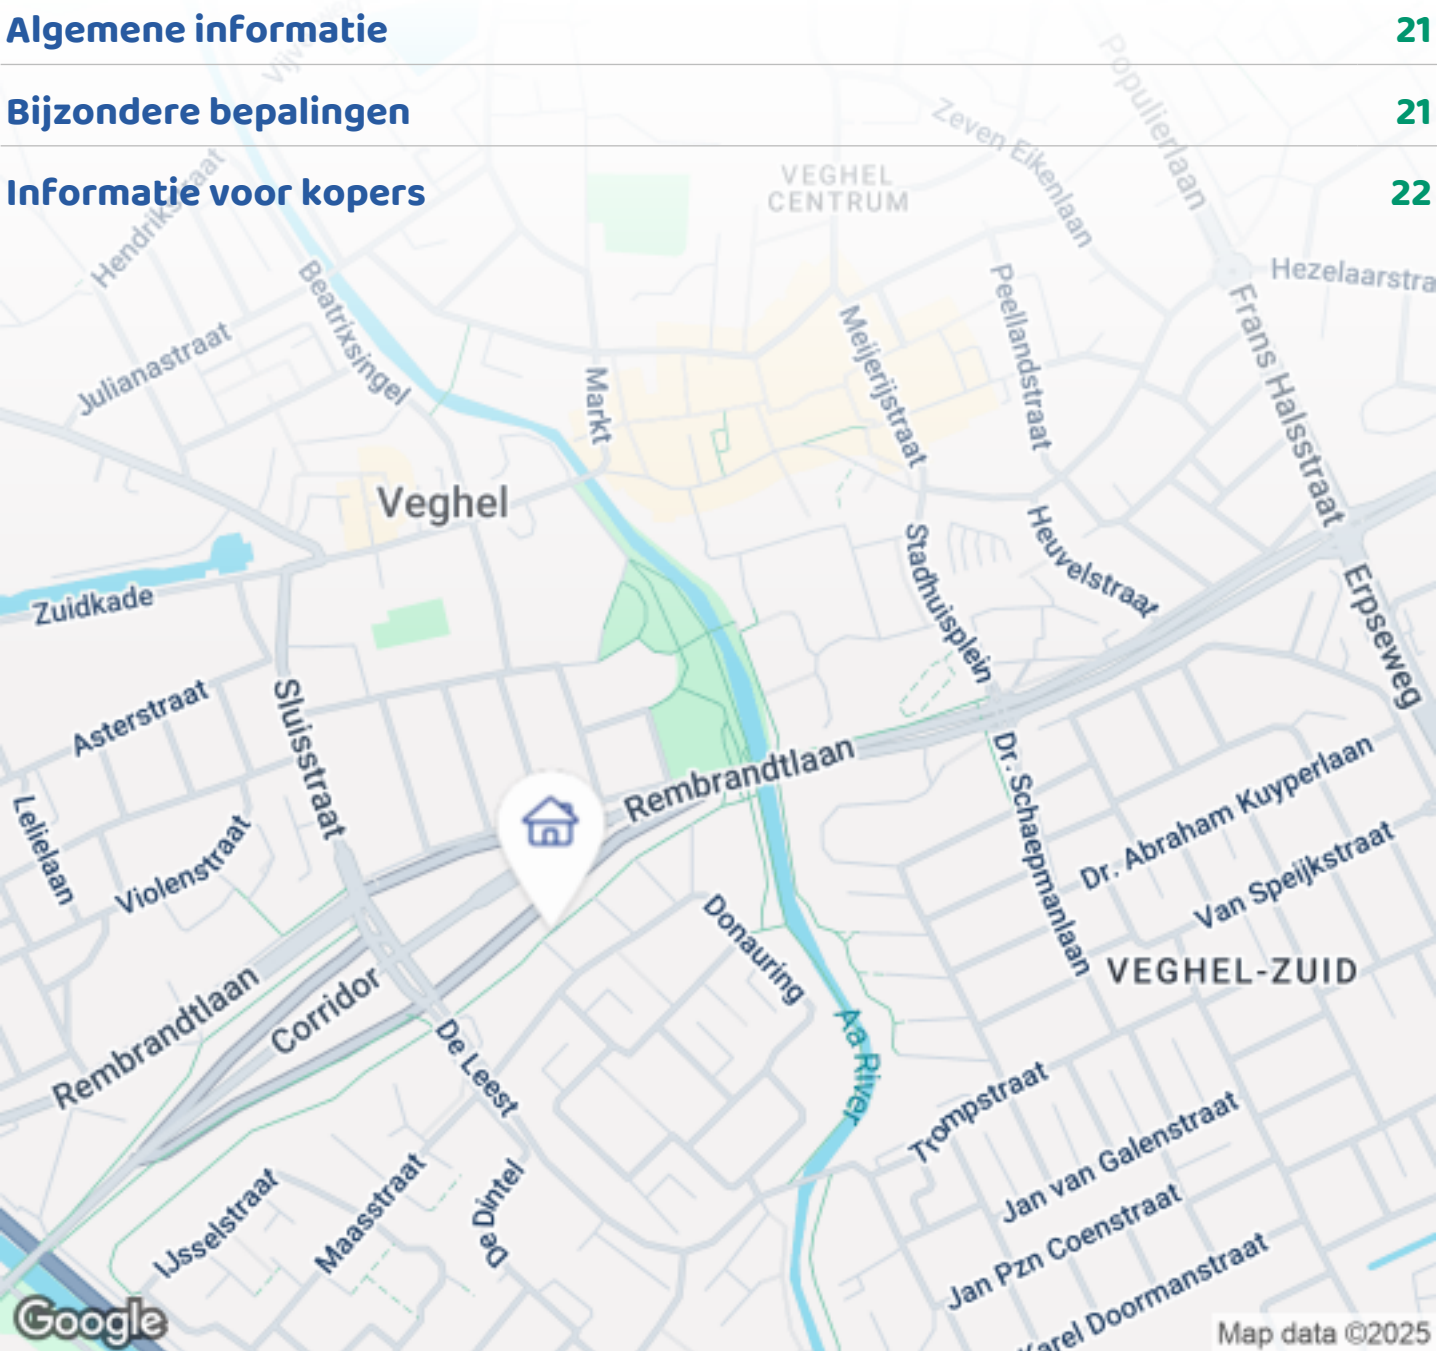 Algemene informatie 21
Bijzondere bepalingen 21
Informatie voor kopers 22
Populierlaan
Zeven Eikenlaan
VEGHEL
CENTRUM
Hendrikstraat
Beatrixsingel
Julianastraat
Markt
Meijerijstraat
Peellandstraat
Frans Halsstraat
Veghel
Zuidkade
Stadhuisplein
Heuvelstraat
Erpseweg
Asterstraat
Sluisstraat
Rembrandtlaan
Dr. Schaepmanlaan
Dr. Abraham Kuyperlaan
Van Speijkstraat
Lelielaan
Violenstraat
Donauring
VEGHEL-ZUID
Rembrandtlaan
Corridor
De Leest
Aa River
Trompstraat
Jan van Galenstraat
Jan Pzn Coenstraat
Karel Doormanstraat
IJsselstraat
Maasstraat
De Dintel
Google
Map data ©2025